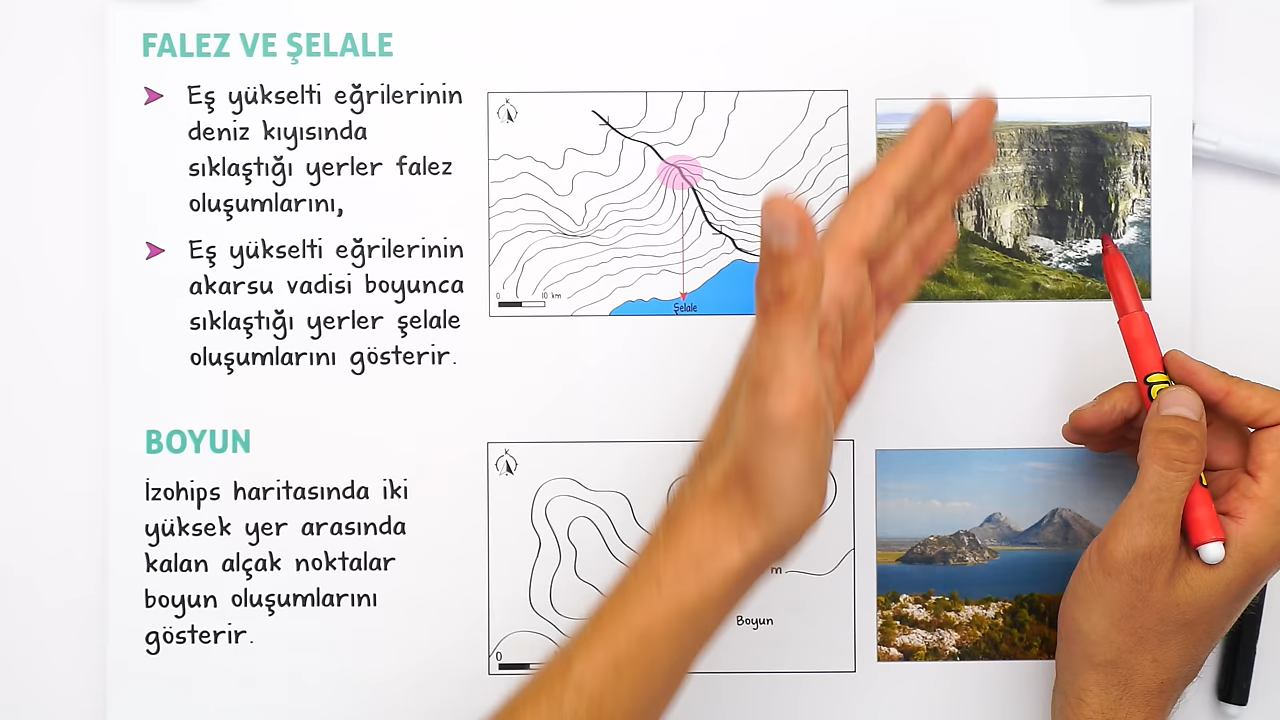 FALEZ VE ŞELALE
➤ Eş yükselti eğrilerinin
deniz kıyısında
sıklaştığı yerler falez
oluşumlarını,
➤ Eş yükselti eğrilerinin
akarsu vadisi boyunca
sıklaştığı yerler şelale
oluşumlarını gösterir.
K
0 10 km
Şelale
BOYUN
İzohips haritasında iki
yüksek yer arasında
kalan alçak noktalar
boyun oluşumlarını
gösterir.
K
m
Boyun
0